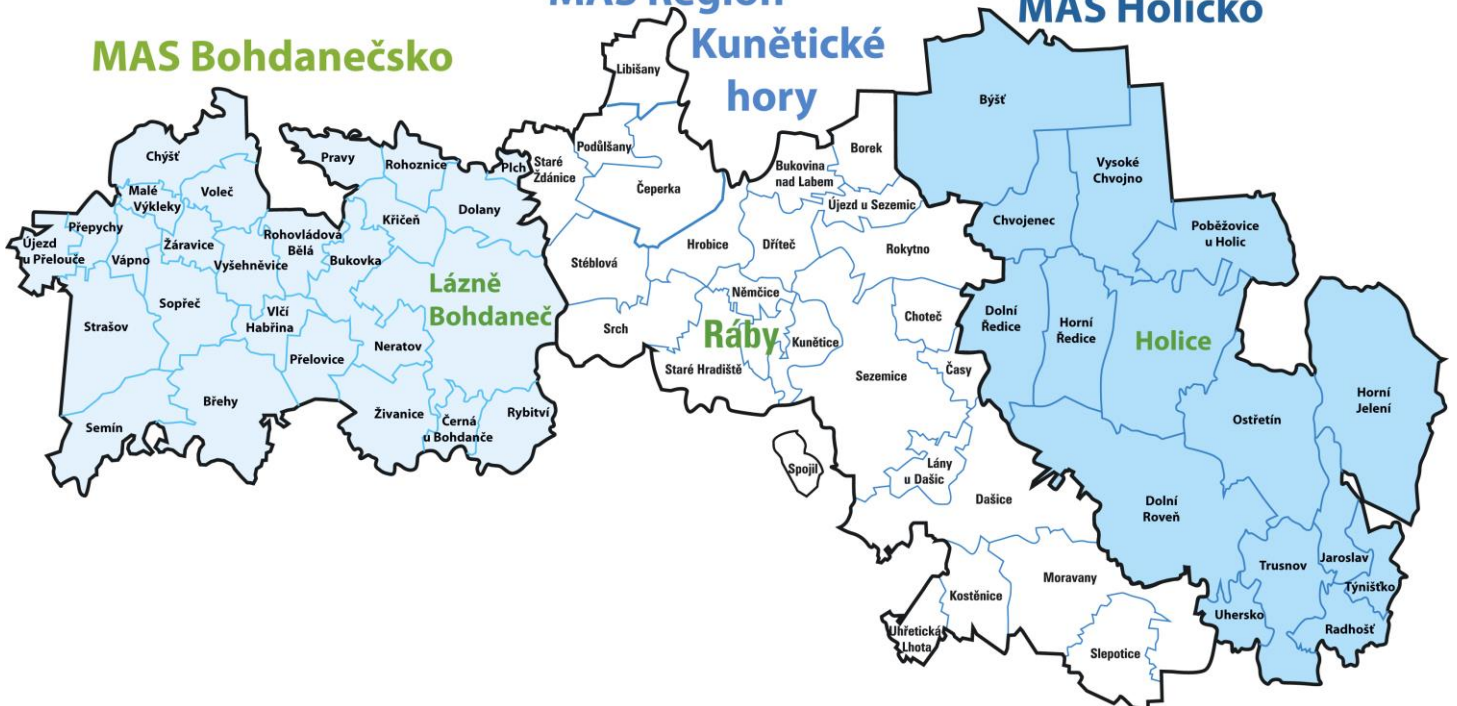 MAS Region
Kunětické
hory
MAS Holicko
MAS Bohdanečsko
Libišany
Býšť
Chýšť
Pravy
Rohoznice
Plch
Staré
Ždánice
Podůlšany
Čeperka
Borek
Bukovina
nad Labem
Vysoké
Chvojno
Malé
Výkleky
Voleč
Dolany
Křičeň
Újezd u Sezemic
Chvojenec
Poběžovice
u Holic
Přepychy
Újezd
u Přelouče
Vápno
Žáravice
Rohovládova
Bělá
Vyšehněvice
Bukovka
Hrobice
Dříteč
Rokytno
Stéblová
Lázně
Bohdaneč
Němčice
Sopřeč
Vlčí
Habřina
Strašov
Srch
Ráby
Kunětice
Choteč
Dolní
Ředice
Horní
Ředice
Holice
Přelovice
Neratov
Staré Hradiště
Sezemice
Časy
Horní
Jelení
Břehy
Živanice
Černá
u Bohdanče
Rybitví
Semín
Ostřetín
Spojil
Lány
u Dašic
Dašice
Dolní
Roveň
Trusnov
Jaroslav
Týnišťko
Moravany
Kostěnice
Uhersko
Radhošť
Uhřetická
Lhota
Slepotice